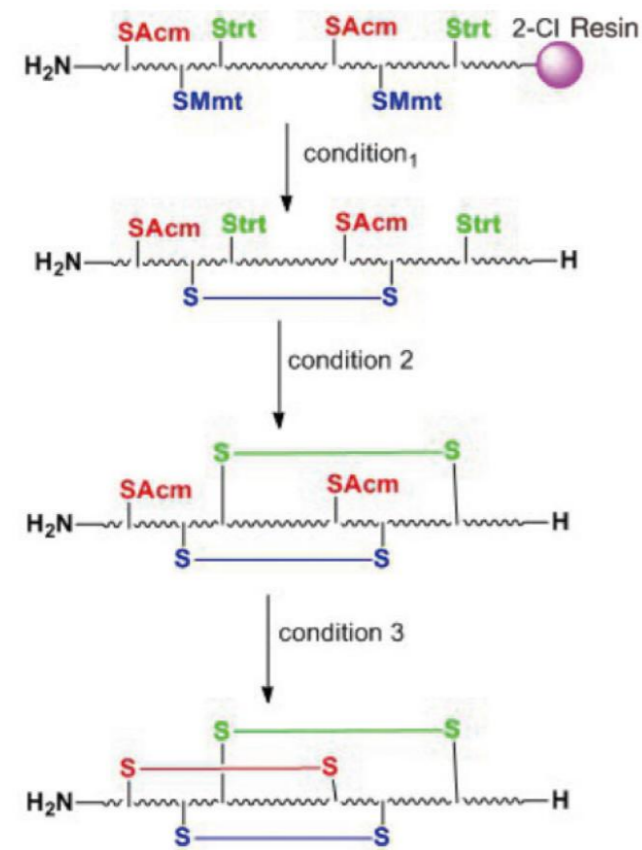 SAcm Strt SAcm Strt 2-Cl Resin
H₂N
SMmt SMmt
condition₁
SAcm Strt SAcm Strt
H₂N H
S S
condition 2
S S
SAcm SAcm
H₂N H
S S
condition 3
S S
S S
H₂N H
S S